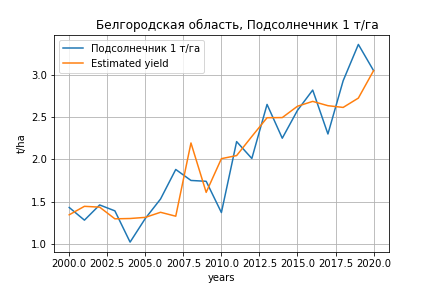 Белгородская область, Подсолнечник 1 т/га
Подсолнечник 1 т/га
Estimated yield
t/ha
3.0
2.5
2.0
1.5
1.0
2000.0 2002.5 2005.0 2007.5 2010.0 2012.5 2015.0 2017.5 2020.0
years